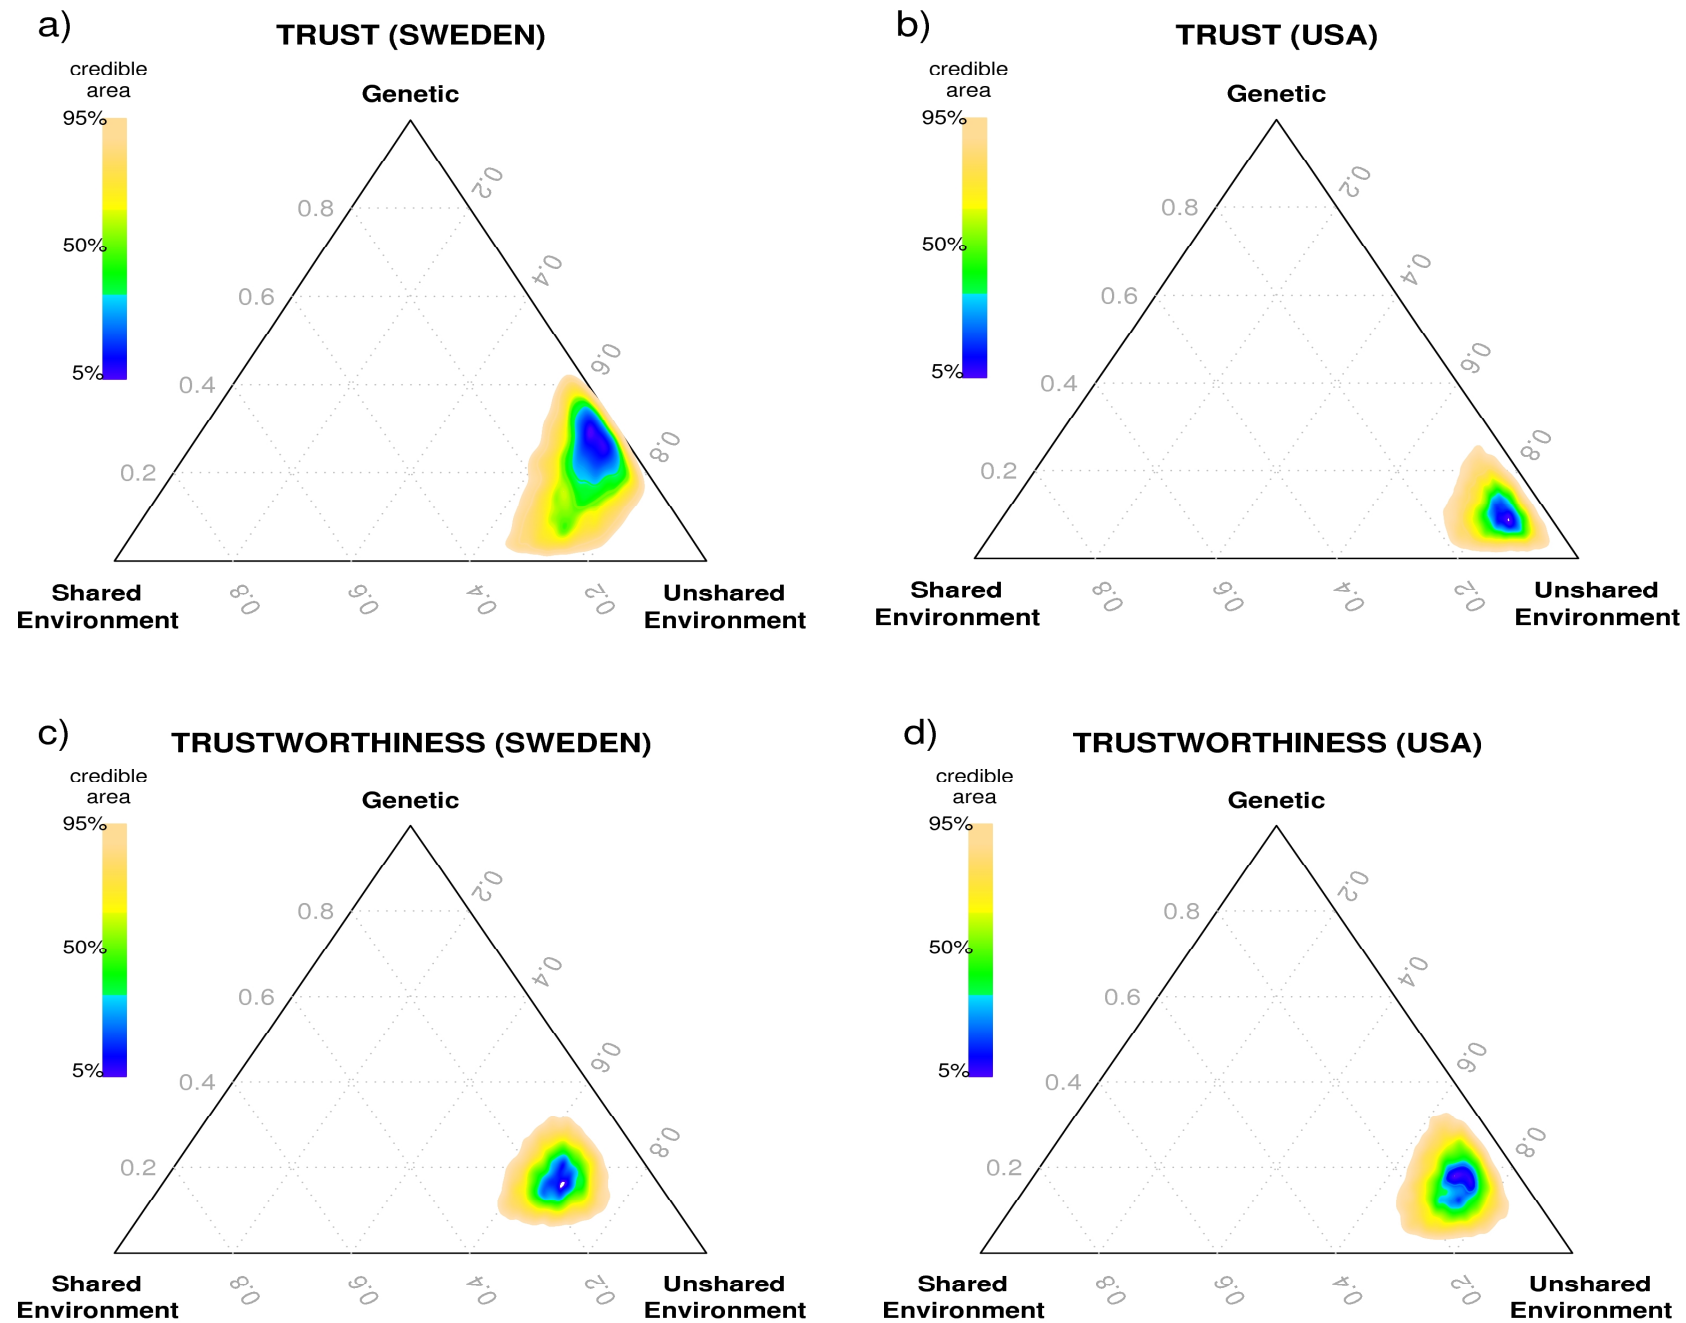 a)
TRUST (SWEDEN)
credible
area
95%
50%
5%
Genetic
0.8
0.6
0.4
0.2
0.2
0.4
0.6
0.8
Shared
Environment
0.8
0.6
0.4
0.2
Unshared
Environment
b)
TRUST (USA)
credible
area
95%
50%
5%
Genetic
0.8
0.6
0.4
0.2
0.2
0.4
0.6
0.8
Shared
Environment
0.8
0.6
0.4
0.2
Unshared
Environment
c)
TRUSTWORTHINESS (SWEDEN)
credible
area
95%
50%
5%
Genetic
0.8
0.6
0.4
0.2
0.2
0.4
0.6
0.8
Shared
Environment
0.8
0.6
0.4
0.2
Unshared
Environment
d)
TRUSTWORTHINESS (USA)
credible
area
95%
50%
5%
Genetic
0.8
0.6
0.4
0.2
0.2
0.4
0.6
0.8
Shared
Environment
0.8
0.6
0.4
0.2
Unshared
Environment